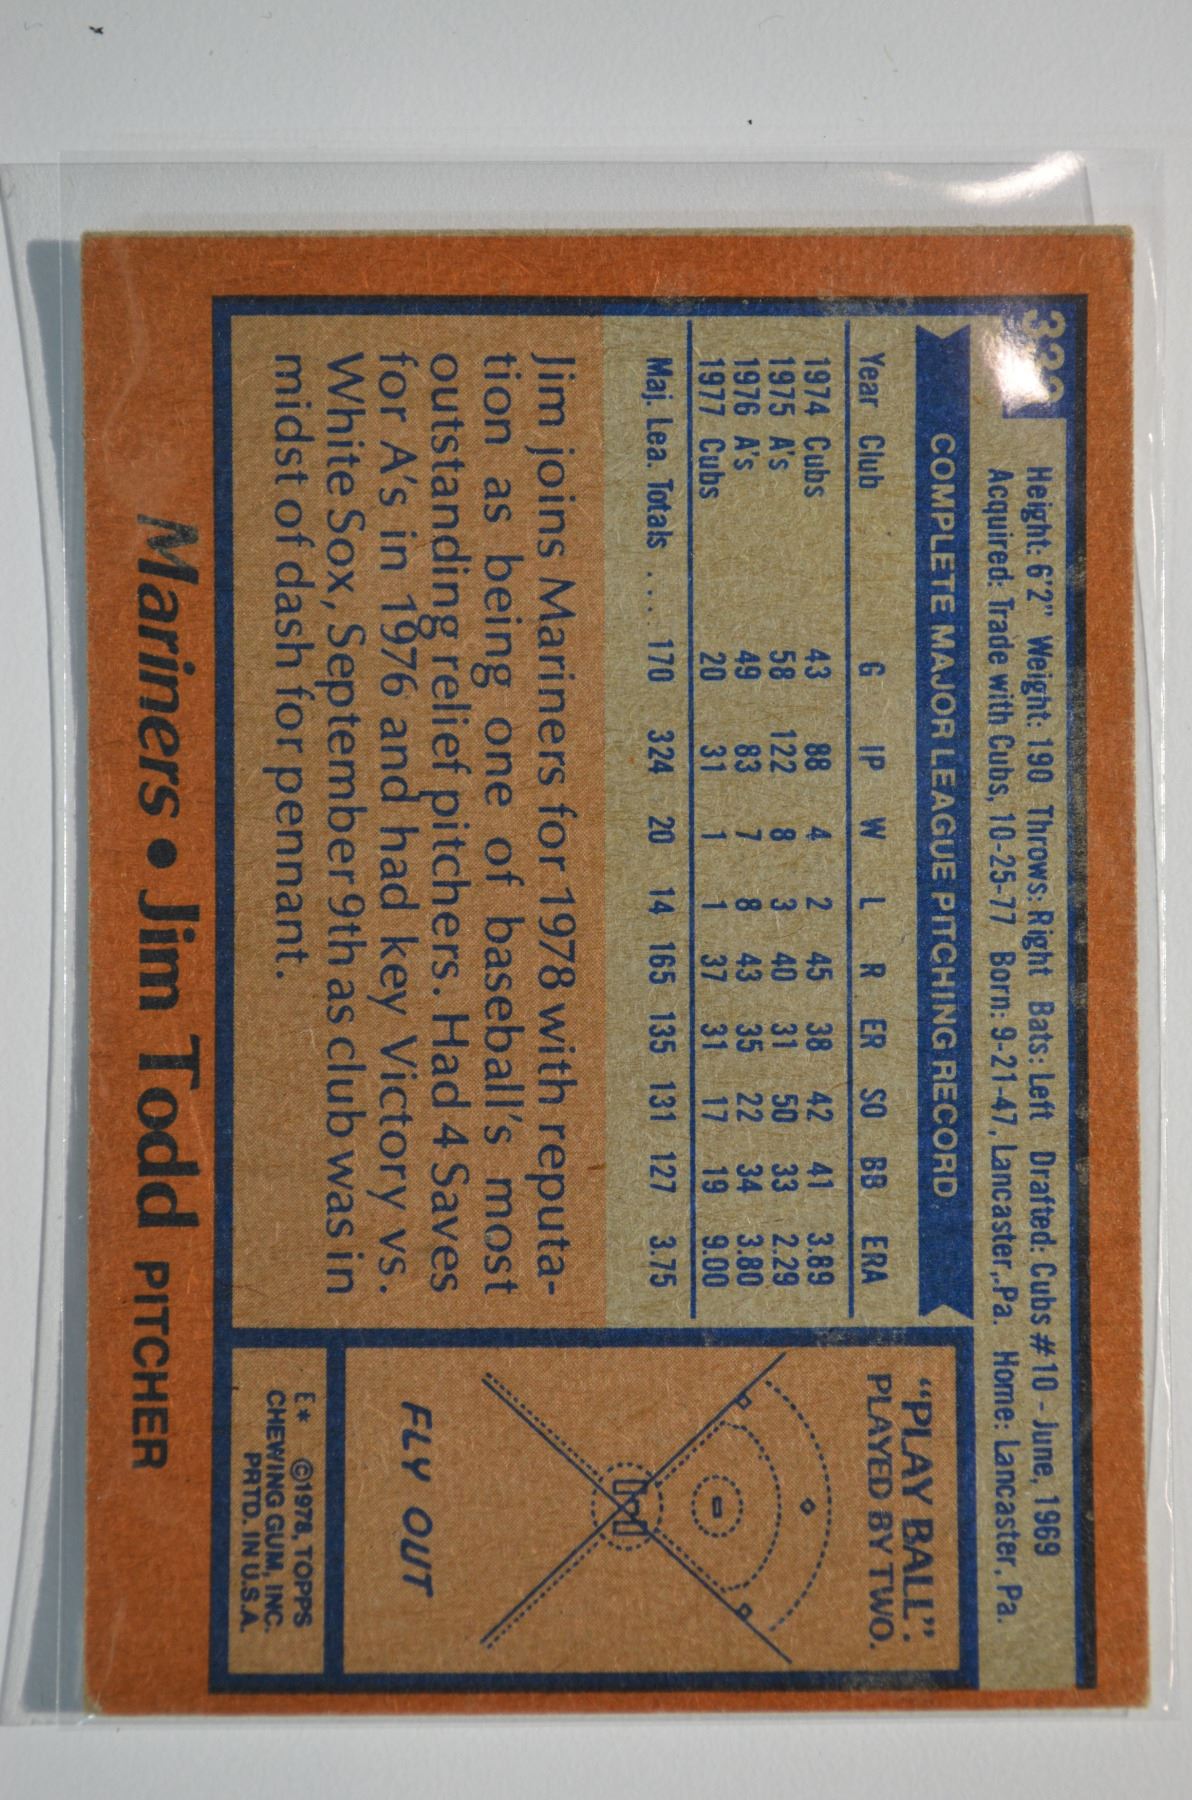 Height: 6'2" Weight: 190 Throws: Right Bats: Left Drafted: Cubs #10 - June, 1969
Acquired: Trade with Cubs, 10-25-77 Born: 9-21-47, Lancaster, Pa. Home: Lancaster, Pa.
COMPLETE MAJOR LEAGUE PITCHING RECORD
Year Club G IP W L R ER SO BB ERA
1974 Cubs 43 88 4 2 45 38 42 41 3.89
1975 A's 58 122 8 3 40 31 50 33 2.29
1976 A's 49 83 7 8 43 35 22 34 3.80
1977 Cubs 20 31 1 1 37 31 17 19 9.00
Maj. Lea. Totals . . . 170 324 20 14 165 135 131 127 3.75
Jim joins Mariners for 1978 with reputa-
tion as being one of baseball's most
outstanding relief pitchers. Had 4 Saves
for A's in 1976 and had key Victory vs.
White Sox, September 9th as club was in
midst of dash for pennant.
"PLAY BALL":
PLAYED BY TWO.
FLY OUT
E* ©1978, TOPPS
CHEWING GUM, INC.
PRTD. IN U.S.A.
Mariners • Jim Todd PITCHER